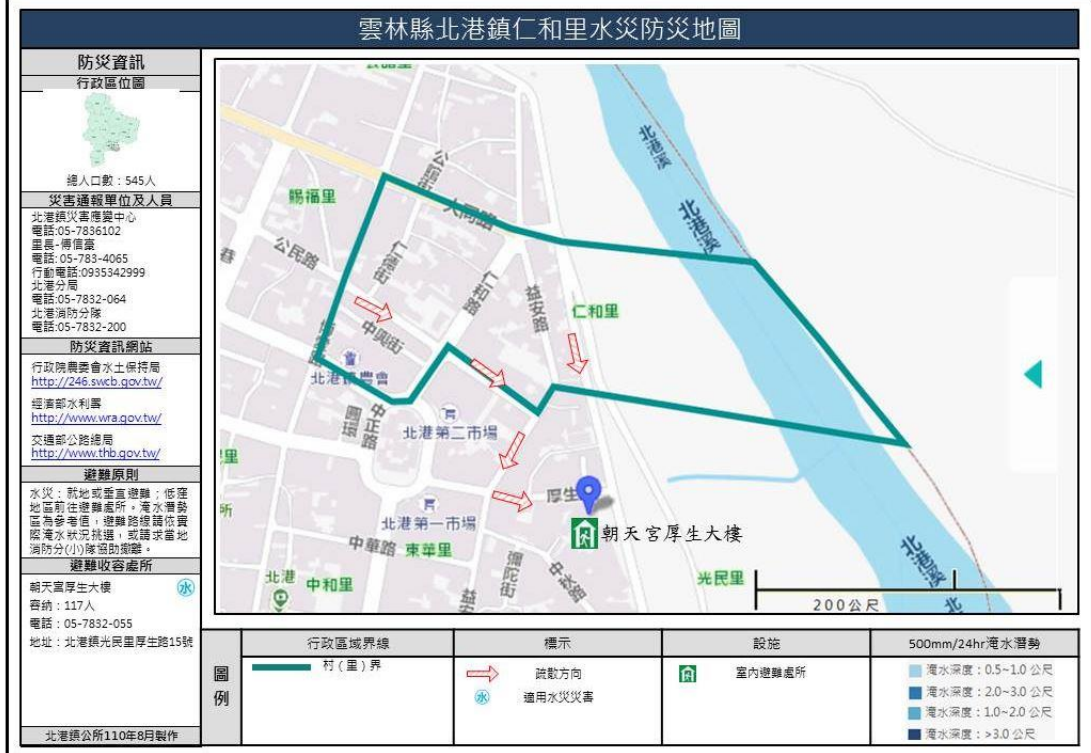 雲林縣北港鎮仁和里水災防災地圖
防災資訊
行政區位圖
總人口數：545人
災害通報單位及人員
北港鎮災害應變中心
電話:05-7836102
里長-傅信臺
電話:05-783-4065
行動電話:0935342999
北港分局
電話:05-7832-064
北港消防分隊
電話:05-7832-200
防災資訊網站
行政院農委會水土保持局
http://246.swcb.gov.tw/
經濟部水利署
http://www.wra.gov.tw/
交通部公路總局
http://www.thb.gov.tw/
避難原則
水災：就地或垂直避難；低窪
地區前往避難處所。淹水潛勢
區為參考值，避難路線請依實
際淹水狀況挑選，或請求當地
消防分(小)隊協助撤離。
避難收容處所
朝天宮厚生大樓
水
容納：117人
電話：05-7832-055
地址：北港鎮光民里厚生路15號
北港鎮公所110年8月製作
公館街
賜福里
大同路
北港溪
北港溪
公民路
仁德街
仁和路
益安路
仁和里
巷
中興街
北港鎮農會
中正路
圓環
北港第二市場
里
所
厚生
朝天宮厚生大樓
北港第一市場
中華路
東華里
彌陀街
中秋路
益安
北港
中和里
光民里
北港溪
北
200公尺
圖例
行政區域界線
村（里）界
標示
疏散方向
水
適用水災災害
設施
室內避難處所
500mm/24hr淹水潛勢
淹水深度：0.5~1.0 公尺
淹水深度：2.0~3.0 公尺
淹水深度：1.0~2.0 公尺
淹水深度：>3.0 公尺